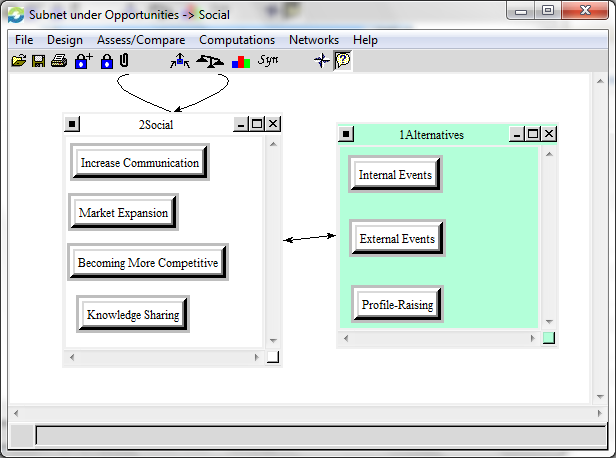 Subnet under Opportunities -> Social
File Design Assess/Compare Computations Networks Help
Syn
2Social
Increase Communication
Market Expansion
Becoming More Competitive
Knowledge Sharing
1Alternatives
Internal Events
External Events
Profile-Raising